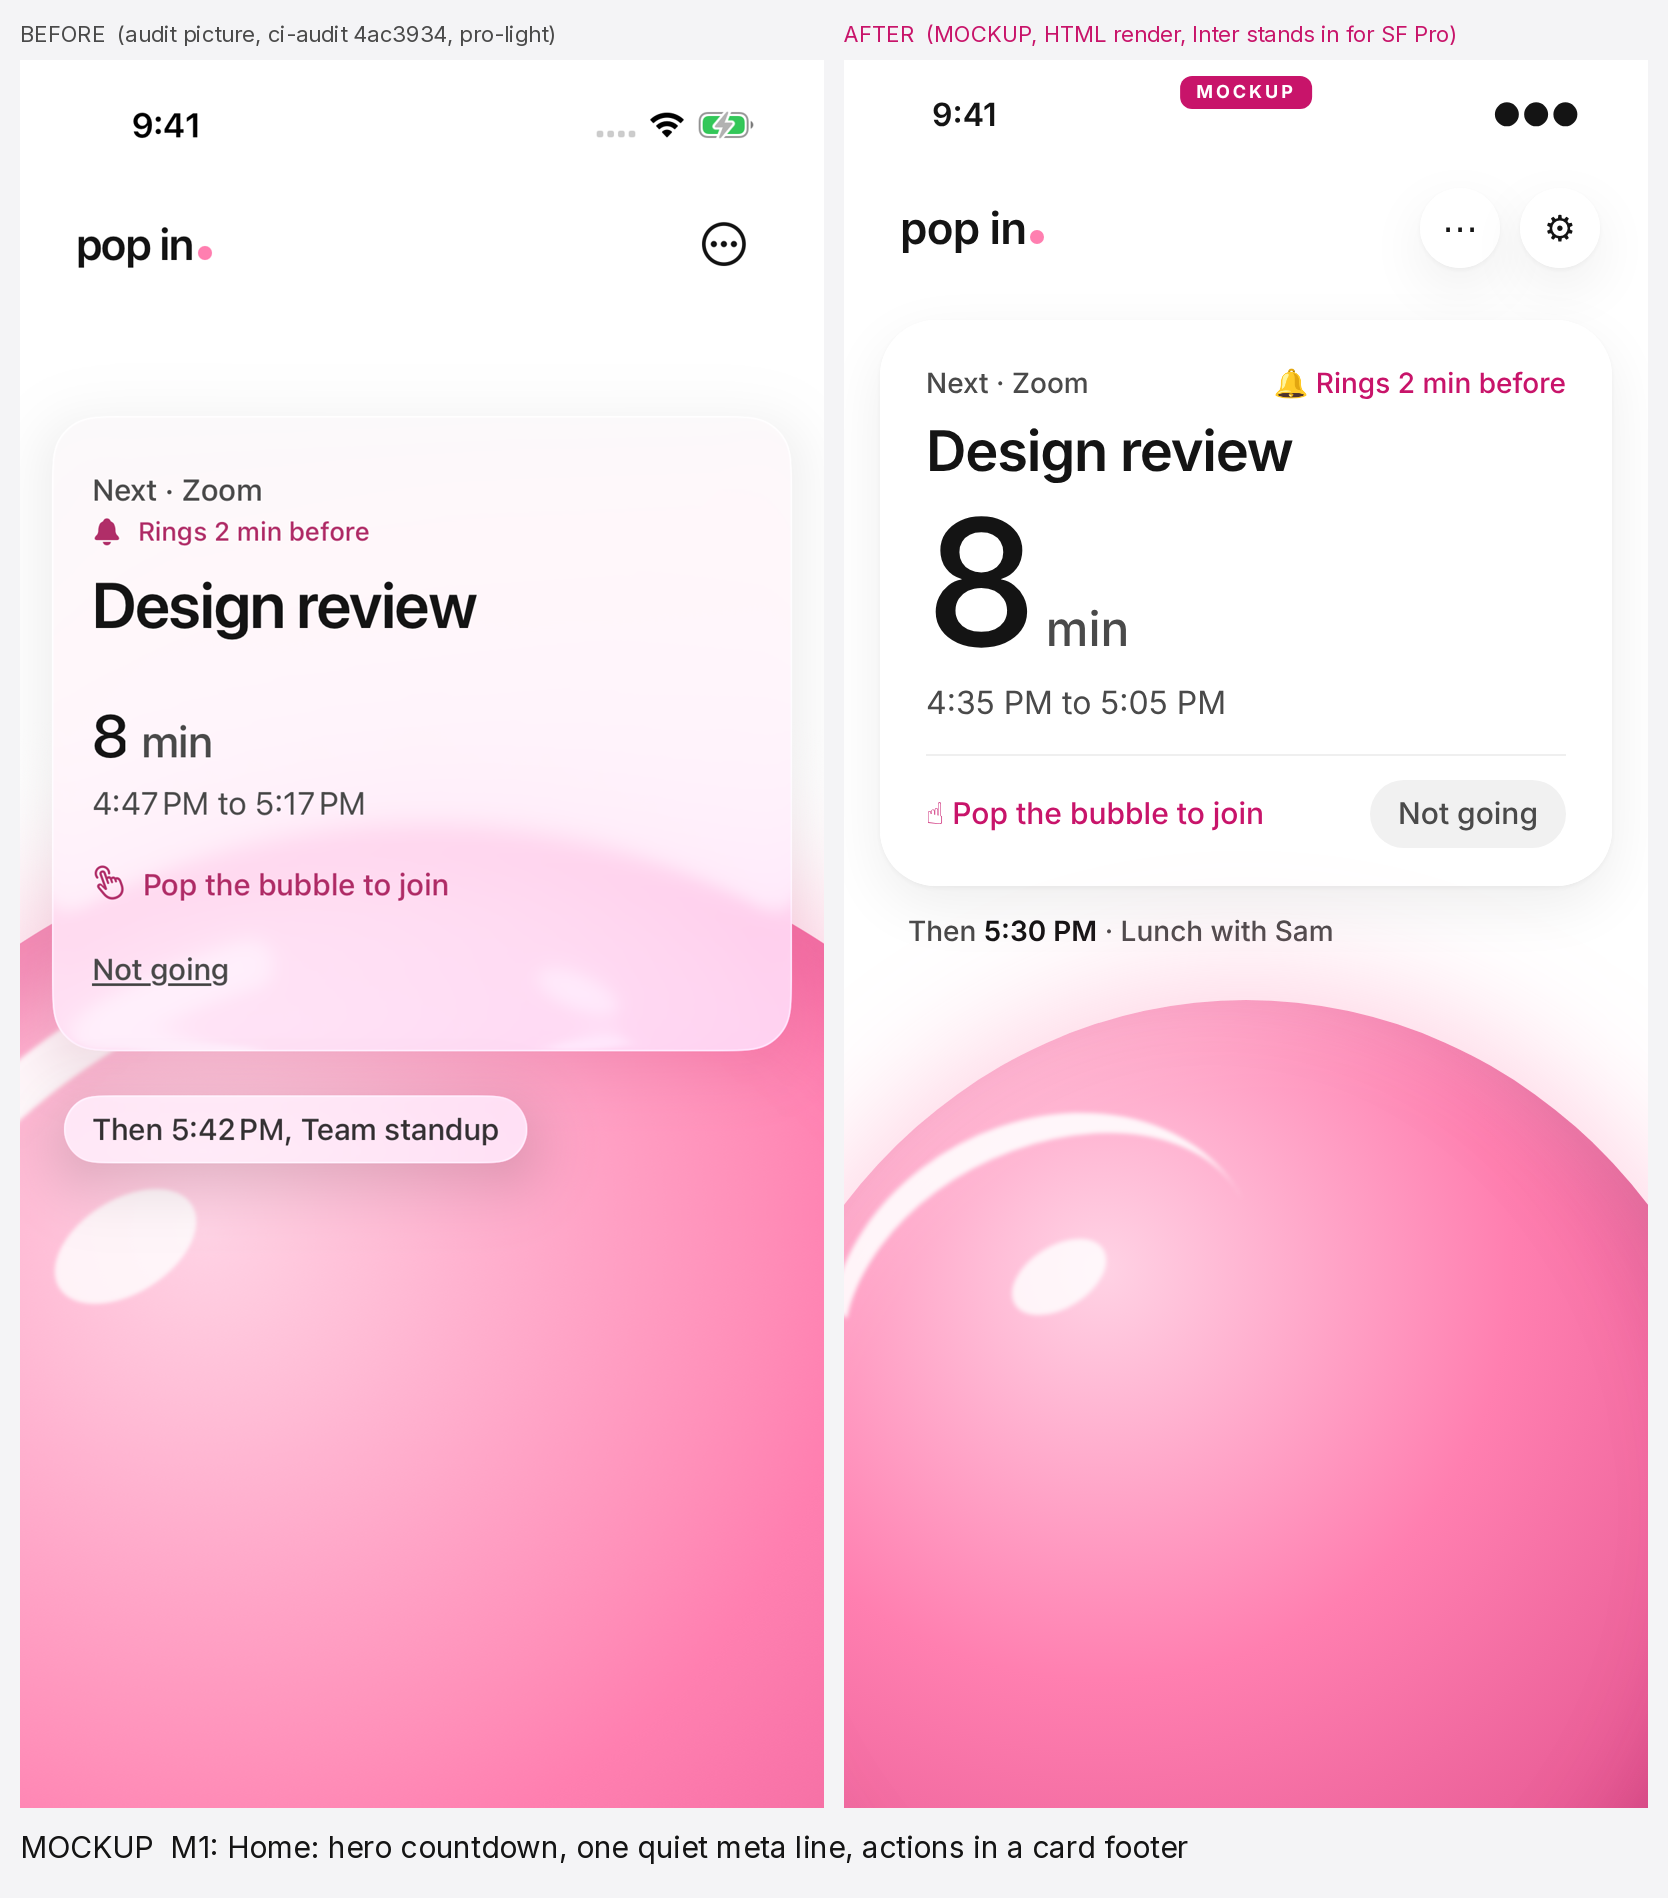 BEFORE (audit picture, ci-audit 4ac3934, pro-light)
9:41
pop in.
Next · Zoom
Rings 2 min before
Design review
8 min
4:47 PM to 5:17 PM
Pop the bubble to join
Not going
Then 5:42 PM, Team standup
AFTER (MOCKUP, HTML render, Inter stands in for SF Pro)
MOCKUP
9:41
pop in.
Next · Zoom
🔔 Rings 2 min before
Design review
8 min
4:35 PM to 5:05 PM
☝ Pop the bubble to join
Not going
Then 5:30 PM · Lunch with Sam
MOCKUP M1: Home: hero countdown, one quiet meta line, actions in a card footer